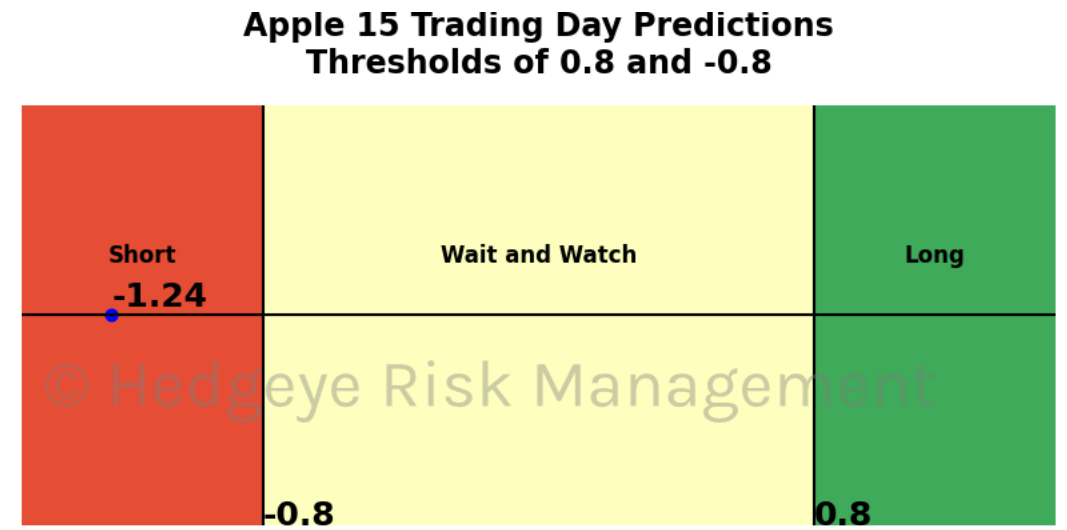 Apple 15 Trading Day Predictions
Thresholds of 0.8 and -0.8
Short
Wait and Watch
Long
-1.24
© Hedgeye Risk Management
-0.8
0.8